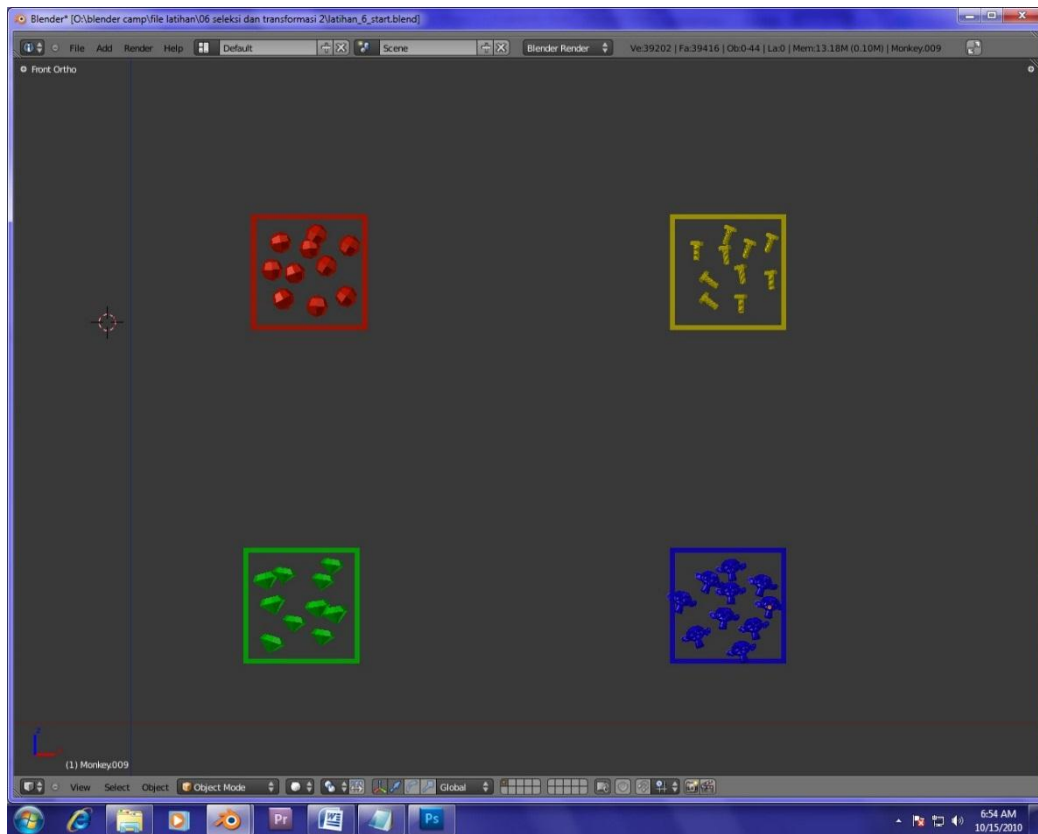 Blender* [O:\blender camp\file latihan\06 seleksi dan transformasi 2\latihan_6_start.blend]
File Add Render Help Default Scene Blender Render Ve:39202 | Fa:39416 | Ob:0-44 | La:0 | Mem:13.18M (0.10M) | Monkey.009
Front Ortho
z
(1) Monkey.009
View Select Object Object Mode Global
Pr Ps 6:54 AM
10/15/2010